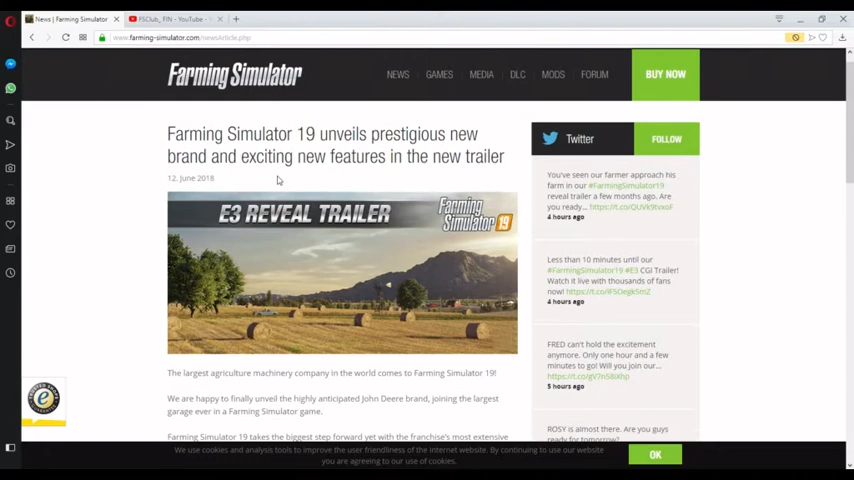 News | Farming Simulator
FSClub_ FIN - YouTube -
www.farming-simulator.com/newsArticle.php
Farming Simulator
NEWS
GAMES
MEDIA
DLC
MODS
FORUM
BUY NOW
Farming Simulator 19 unveils prestigious new
brand and exciting new features in the new trailer
12. June 2018
E3 REVEAL TRAILER
Farming
Simulator 19
The largest agriculture machinery company in the world comes to Farming Simulator 19!
We are happy to finally unveil the highly anticipated John Deere brand, joining the largest
garage ever in a Farming Simulator game.
Farming Simulator 19 takes the biggest step forward yet with the franchise's most extensive
Twitter
FOLLOW
You've seen our farmer approach his
farm in our #FarmingSimulator19
reveal trailer a few months ago. Are
you ready...
4 hours ago
Less than 10 minutes until our
#FarmingSimulator19 #E3 CGI Trailer!
Watch it live with thousands of
fans now!
4 hours ago
FRED can't hold the excitement
anymore. Only one hour and a few
minutes to go! Will you join our...
5 hours ago
ROSY is almost there. Are you guys
ready for tomorrow?
We use cookies and analysis tools to improve the user friendliness of the internet website. By continuing to use our website
you are agreeing to our use of cookies.
OK